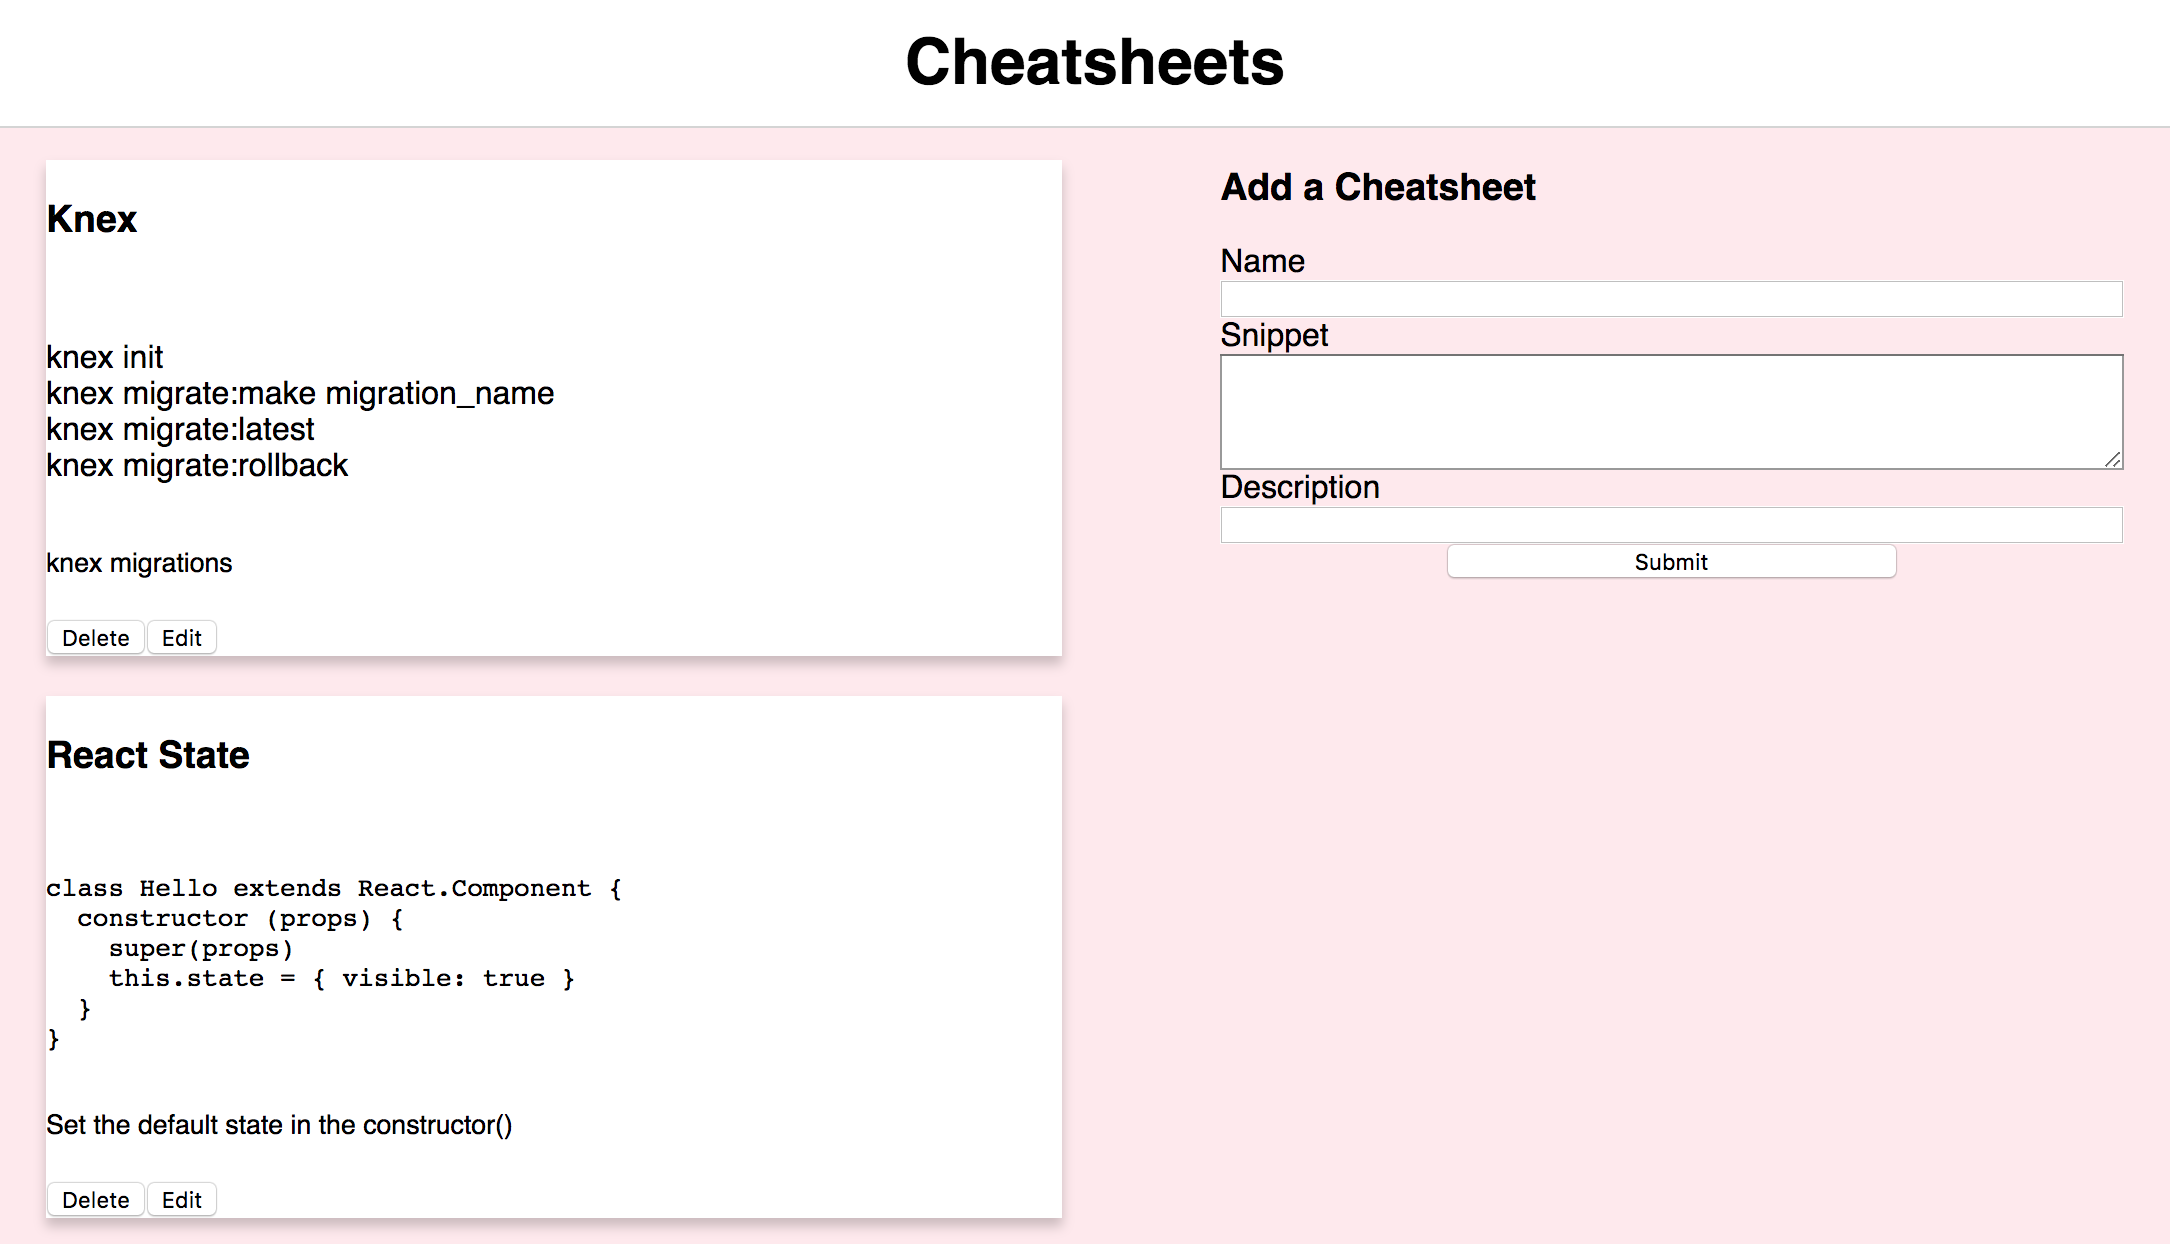 Cheatsheets
Knex
knex init
knex migrate:make migration_name
knex migrate:latest
knex migrate:rollback
knex migrations
Delete Edit
React State
class Hello extends React.Component {
  constructor (props) {
    super(props)
    this.state = { visible: true }
  }
}
Set the default state in the constructor()
Delete Edit
Add a Cheatsheet
Name
Snippet
Description
Submit